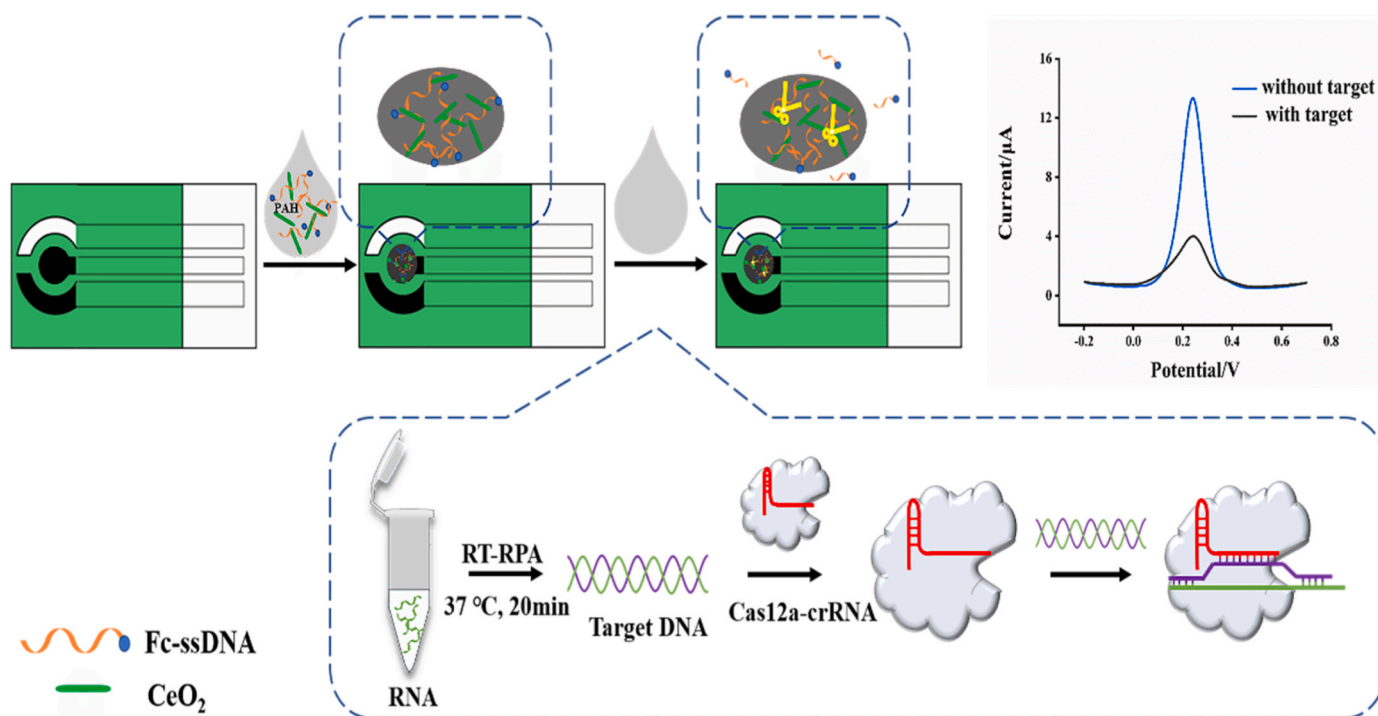 PAH
16
12
8
4
0
Current/μA
without target
with target
-0.2
0.0
0.2
0.4
0.6
0.8
Potential/V
RT-RPA
37 ℃, 20min
Target DNA
Cas12a-crRNA
RNA
Fc-ssDNA
CeO₂